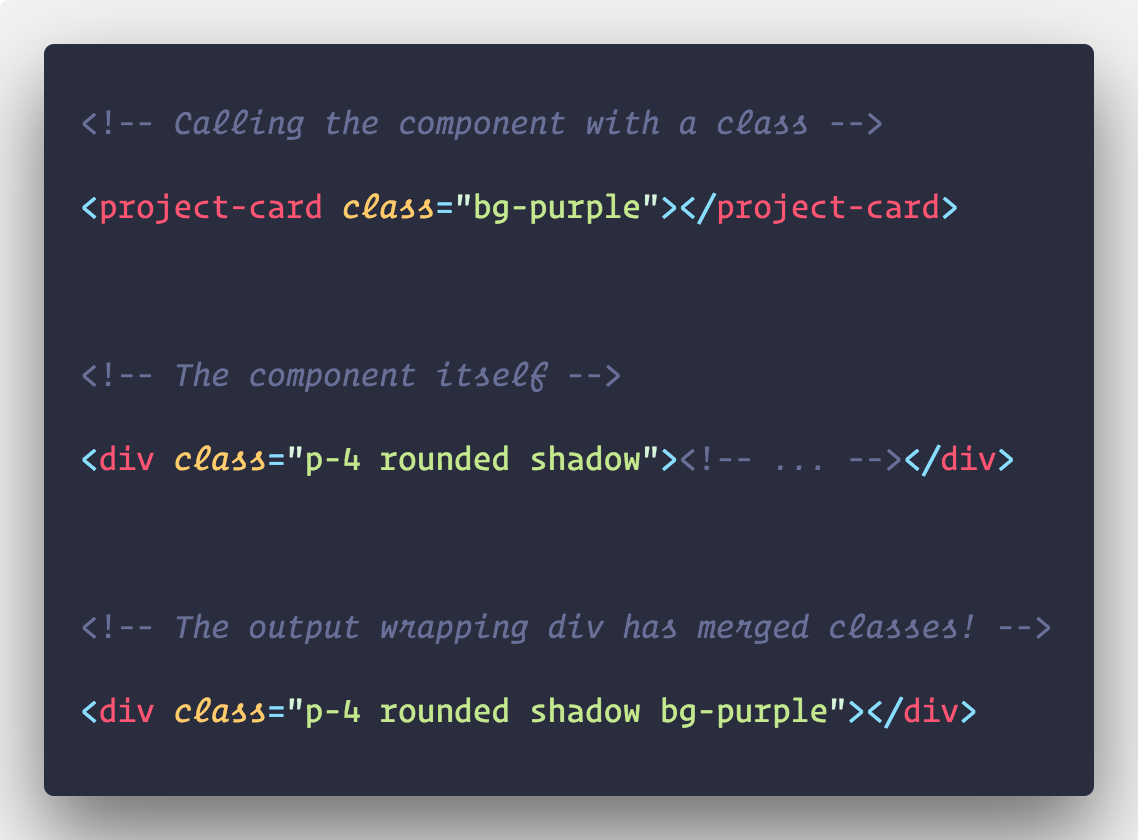 <!-- Calling the component with a class -->
<project-card class="bg-purple"></project-card>
<!-- The component itself -->
<div class="p-4 rounded shadow"><!-- ... --></div>
<!-- The output wrapping div has merged classes! -->
<div class="p-4 rounded shadow bg-purple"></div>